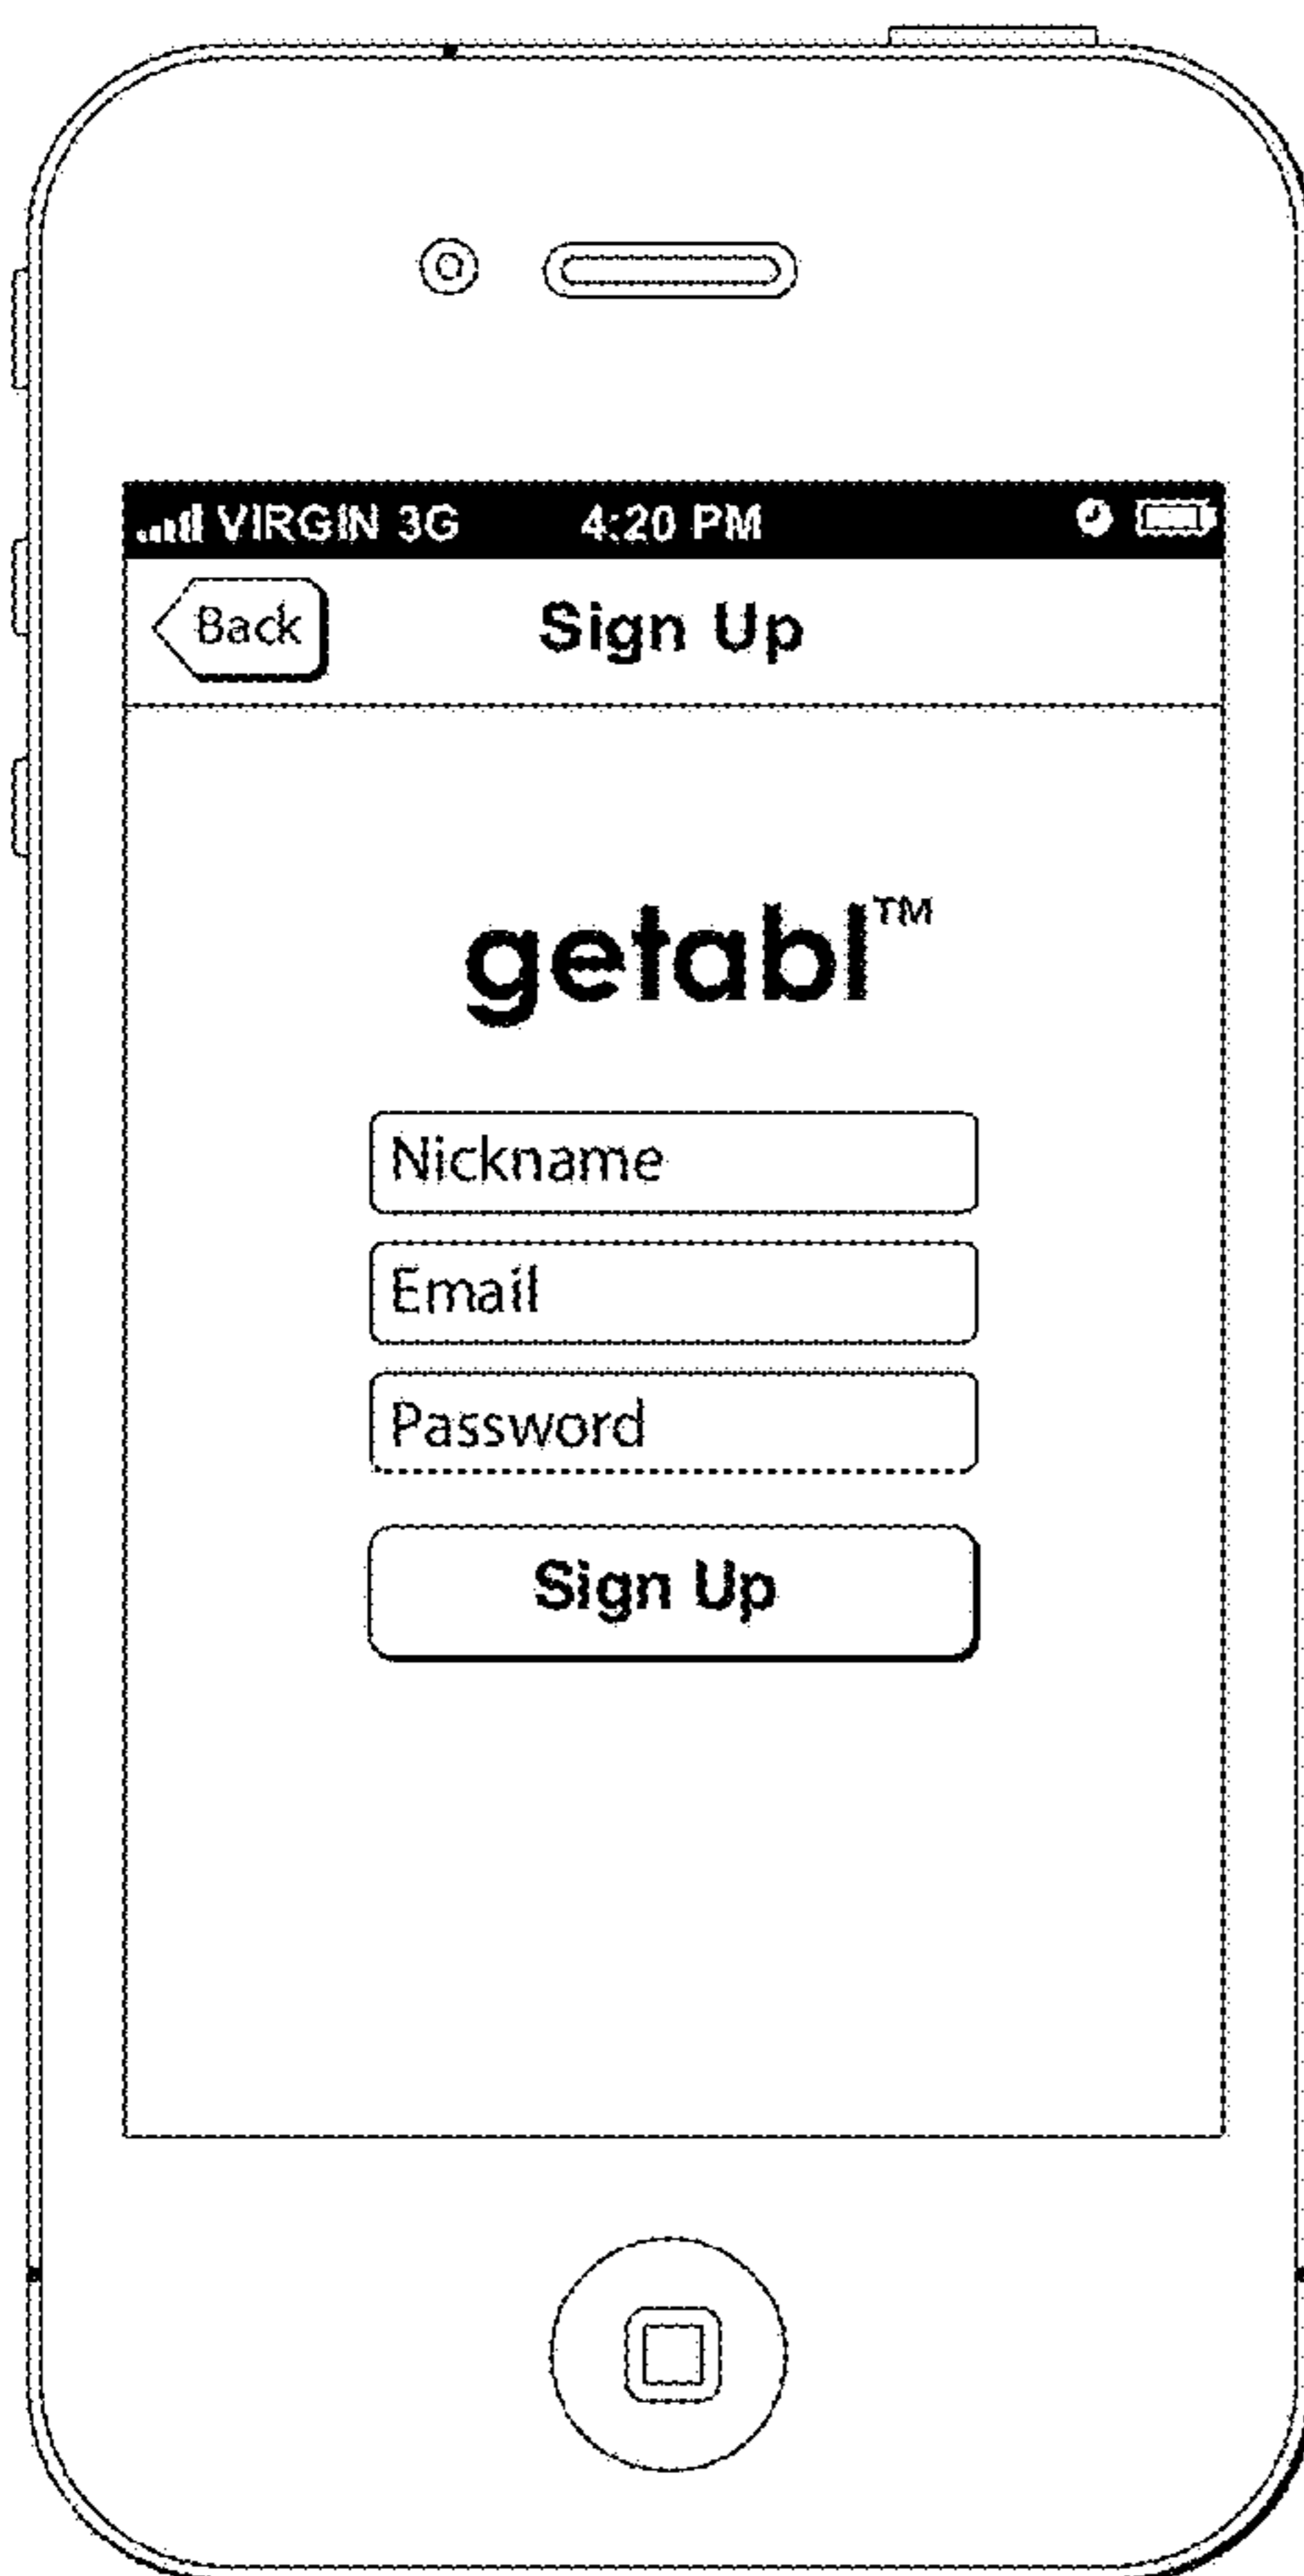 VIRGIN 3G 4:20 PM
Back Sign Up
getabl™
Nickname
Email
Password
Sign Up